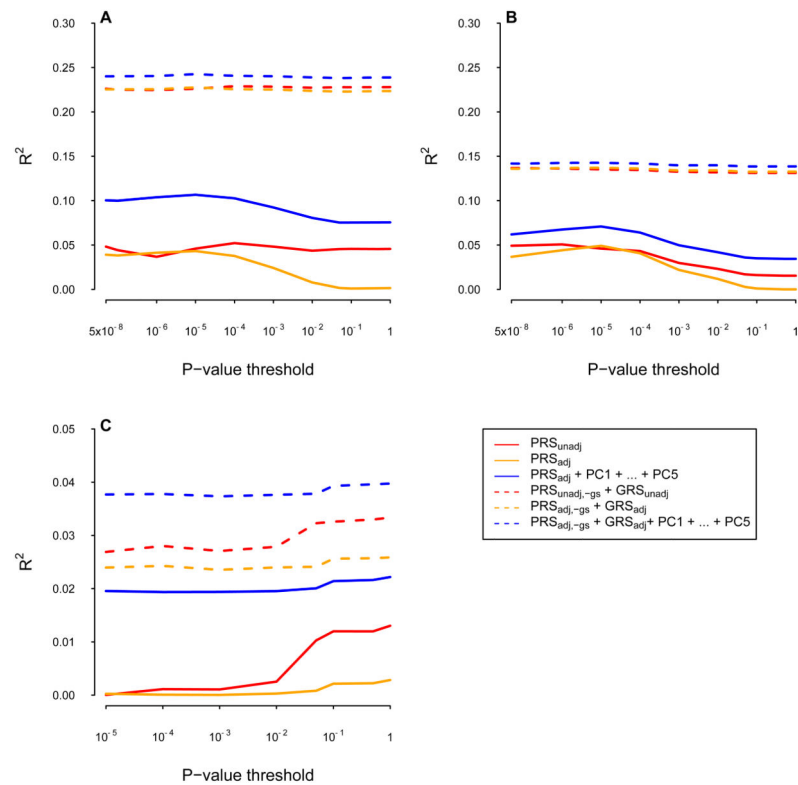 A
0.30
0.25
0.20
0.15
0.10
0.05
0.00
R²
5x10⁻⁸ 10⁻⁶ 10⁻⁵ 10⁻⁴ 10⁻³ 10⁻² 10⁻¹ 1
P−value threshold
B
0.30
0.25
0.20
0.15
0.10
0.05
0.00
R²
5x10⁻⁸ 10⁻⁶ 10⁻⁵ 10⁻⁴ 10⁻³ 10⁻² 10⁻¹ 1
P−value threshold
C
0.05
0.04
0.03
0.02
0.01
0.00
R²
10⁻⁵ 10⁻⁴ 10⁻³ 10⁻² 10⁻¹ 1
P−value threshold
PRSunadj
PRSadj
PRSadj + PC1 + ... + PC5
PRSunadj,−gs + GRSunadj
PRSadj,−gs + GRSadj
PRSadj,−gs + GRSadj+ PC1 + ... + PC5